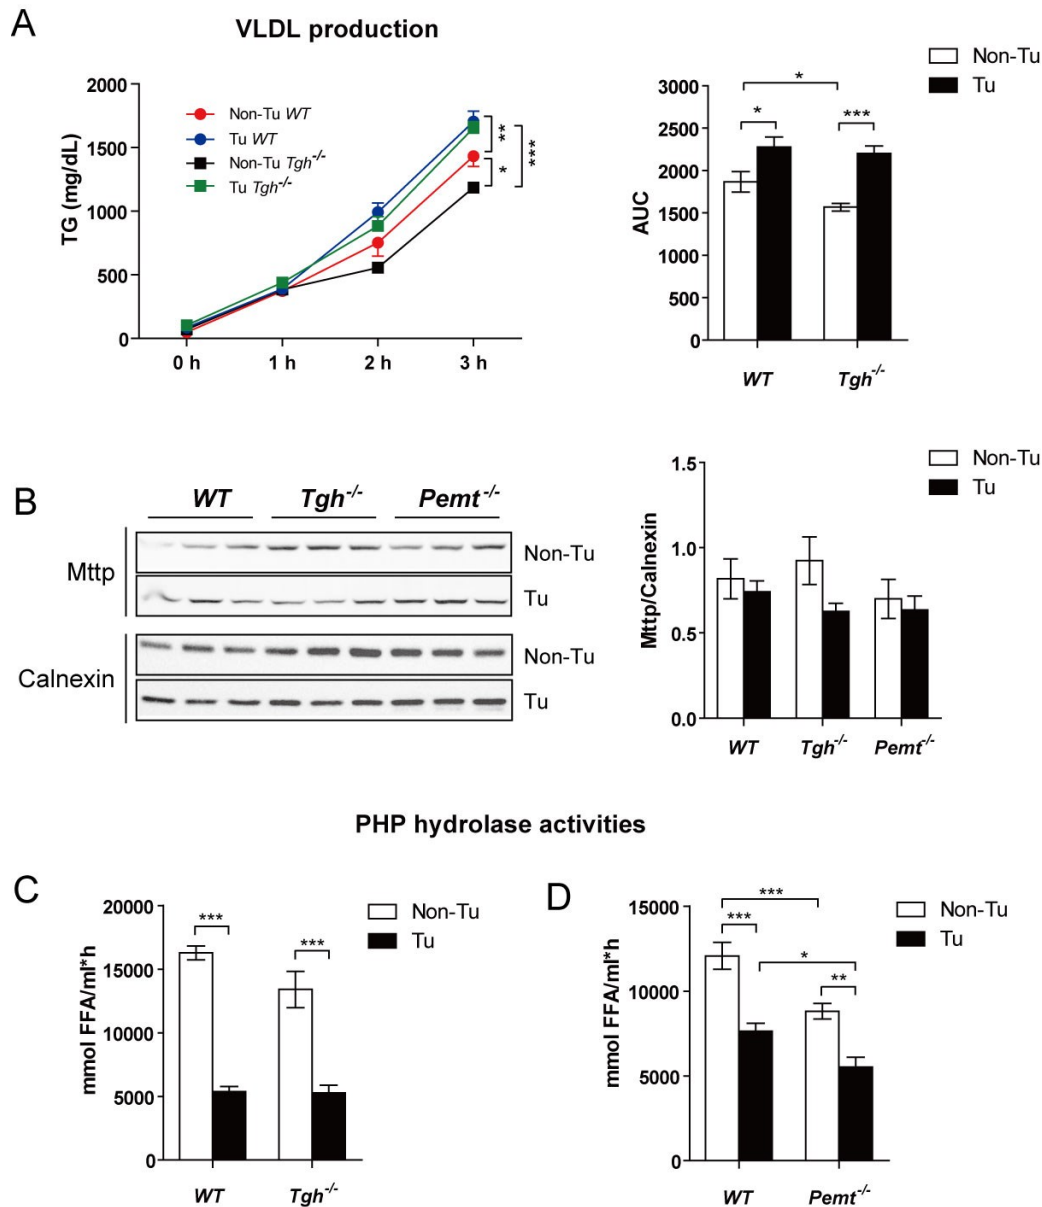 A
VLDL production
TG (mg/dL)
2000
1500
1000
500
0
0 h
1 h
2 h
3 h
Non-Tu WT
Tu WT
Non-Tu Tgh-/-
Tu Tgh-/-
**
*
***
Non-Tu
Tu
AUC
3000
2500
2000
1500
1000
500
0
*
*
***
WT
Tgh-/-
B
WT
Tgh-/-
Pemt-/-
Mttp
Non-Tu
Tu
Calnexin
Non-Tu
Tu
Non-Tu
Tu
Mttp/Calnexin
1.5
1.0
0.5
0.0
WT
Tgh-/-
Pemt-/-
PHP hydrolase activities
C
mmol FFA/ml*h
20000
15000
10000
5000
0
***
***
Non-Tu
Tu
WT
Tgh-/-
D
mmol FFA/ml*h
15000
10000
5000
0
***
***
*
**
Non-Tu
Tu
WT
Pemt-/-